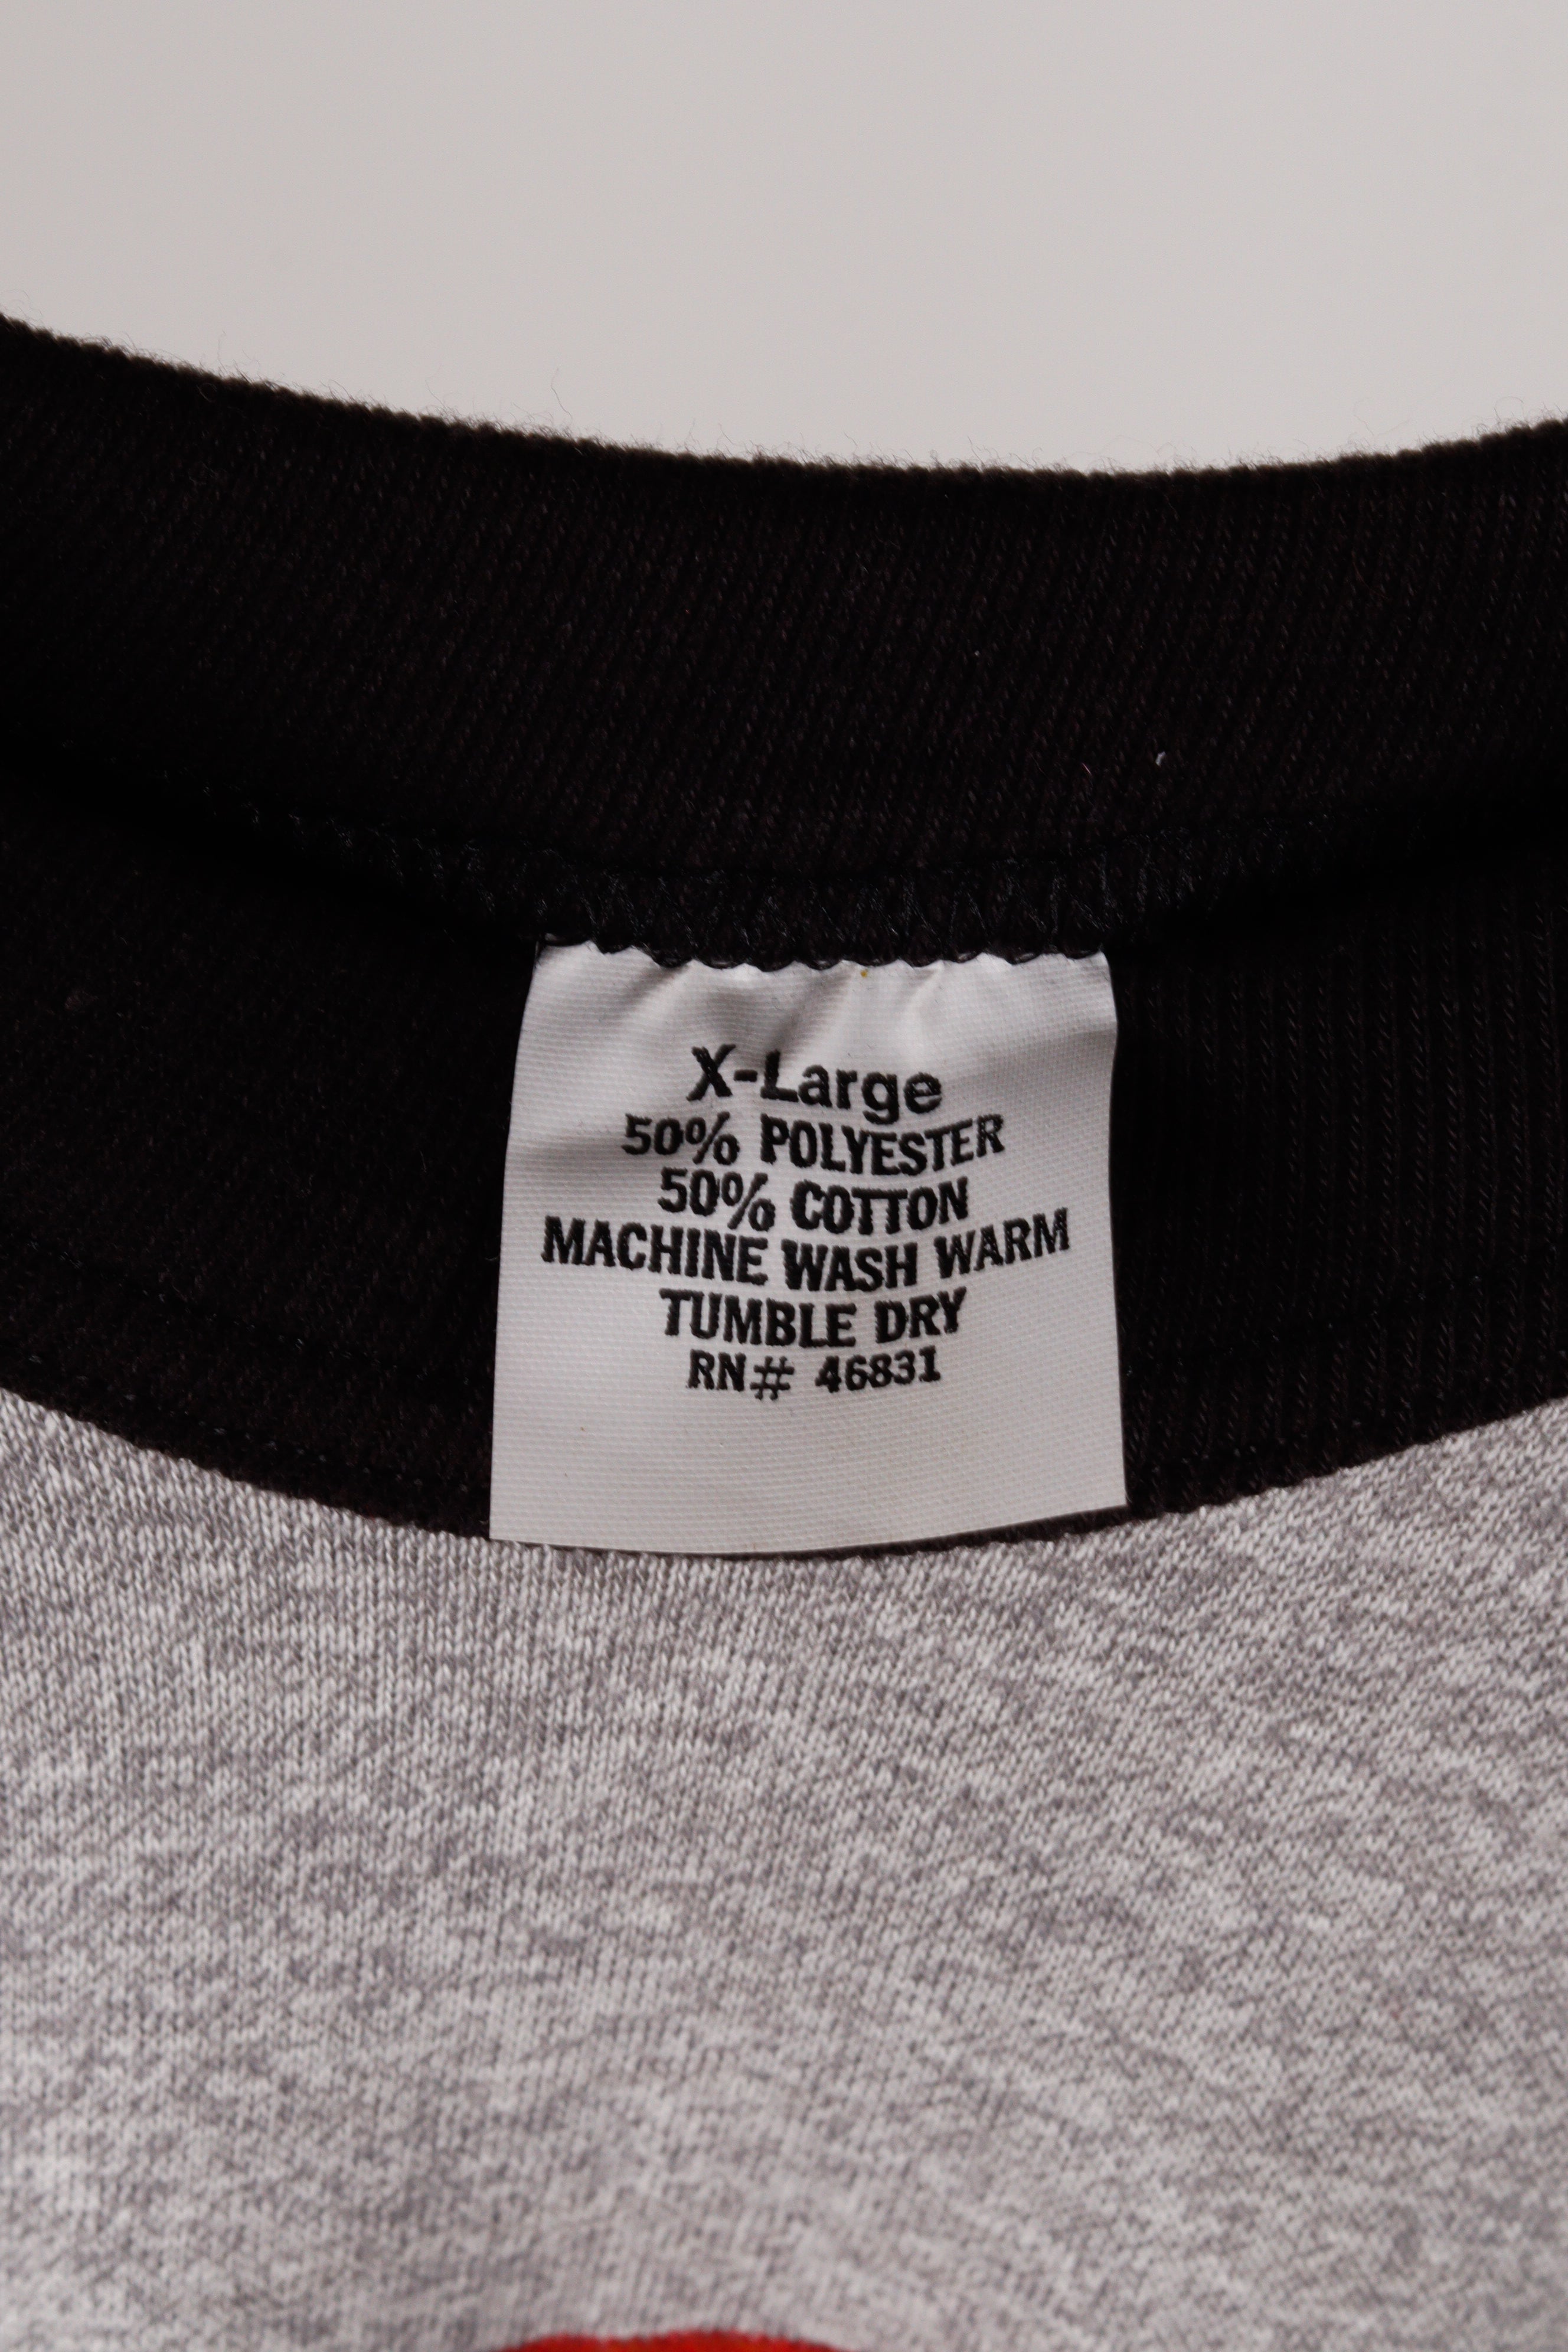 X-Large
50% POLYESTER
50% COTTON
MACHINE WASH WARM
TUMBLE DRY
RN# 46831